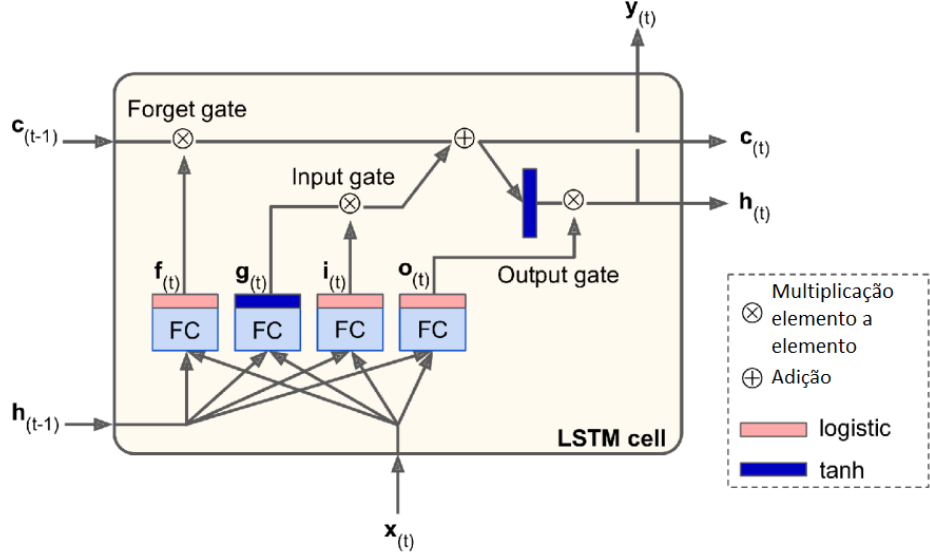 y(t)
Forget gate
c(t-1)
c(t)
Input gate
h(t)
f(t)
g(t)
i(t)
o(t)
Output gate
FC
FC
FC
FC
h(t-1)
LSTM cell
x(t)
Multiplicação
elemento a
elemento
Adição
logistic
tanh